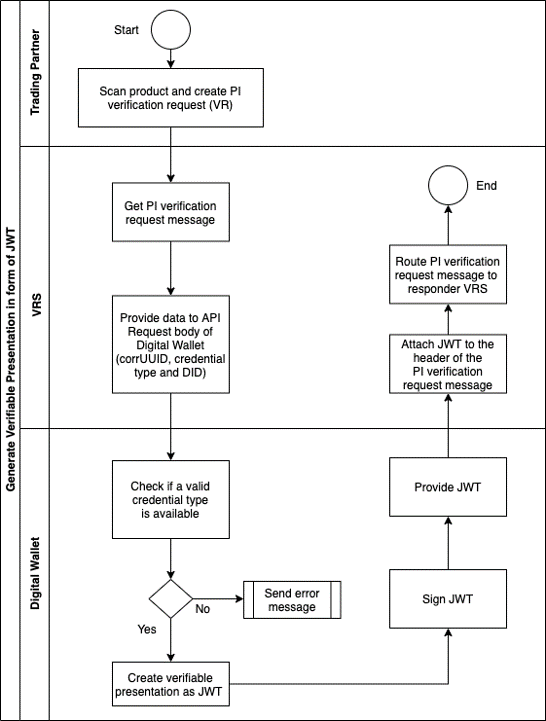 Generate Verifiable Presentation in form of JWT
Trading Partner
Start
Scan product and create PI
verification request (VR)
VRS
Get PI verification
request message
Provide data to API
Request body of
Digital Wallet
(corrUUID, credential
type and DID)
End
Route PI verification
request message to
responder VRS
Attach JWT to the
header of the
PI verification
request message
Digital Wallet
Check if a valid
credential type
is available
No
Send error
message
Yes
Create verifiable
presentation as JWT
Sign JWT
Provide JWT